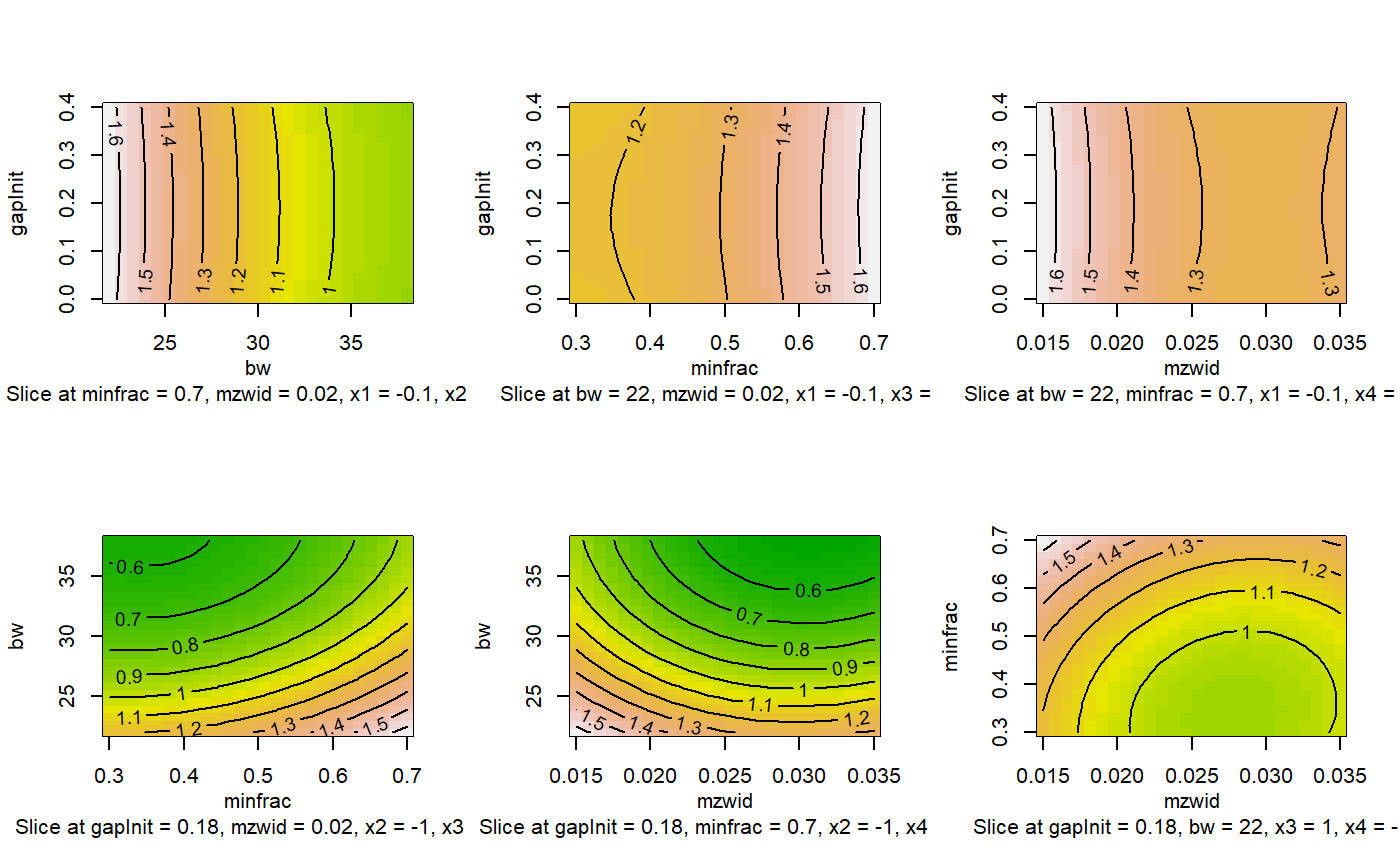 gapInit
0.0 0.1 0.2 0.3 0.4
1.6 1.5 1.4 1.3 1.2 1.1 1
25 30 35
bw
Slice at minfrac = 0.7, mzwid = 0.02, x1 = -0.1, x2
gapInit
0.0 0.1 0.2 0.3 0.4
1.2 1.3 1.4 1.5 1.6
0.3 0.4 0.5 0.6 0.7
minfrac
Slice at bw = 22, mzwid = 0.02, x1 = -0.1, x3 =
gapInit
0.0 0.1 0.2 0.3 0.4
1.6 1.5 1.4 1.3 1.3
0.015 0.020 0.025 0.030 0.035
mzwid
Slice at bw = 22, minfrac = 0.7, x1 = -0.1, x4 =
bw
25 30 35
0.6
0.7
0.8
0.9
1
1.1
1.2 1.3 1.4 1.5
0.3 0.4 0.5 0.6 0.7
minfrac
Slice at gapInit = 0.18, mzwid = 0.02, x2 = -1, x3
bw
25 30 35
0.6
0.7
0.8
0.9
1
1.1
1.5 1.4 1.3 1.2
0.015 0.020 0.025 0.030 0.035
mzwid
Slice at gapInit = 0.18, minfrac = 0.7, x2 = -1, x4
minfrac
0.3 0.4 0.5 0.6 0.7
1.5 1.4 1.3 1.2
1.1
1
0.015 0.020 0.025 0.030 0.035
mzwid
Slice at gapInit = 0.18, bw = 22, x3 = 1, x4 = -